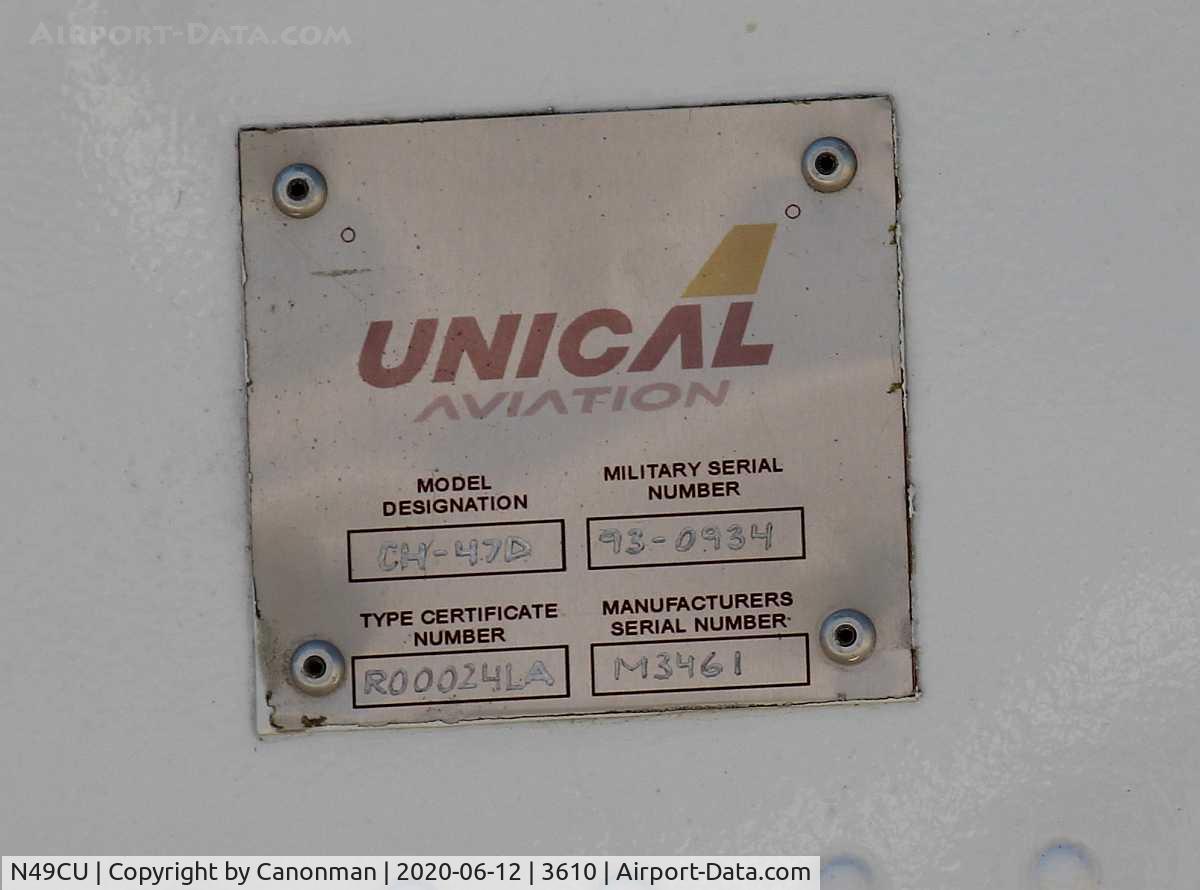 AIRPORT-DATA.COM
UNICAL
AVIATION
MODEL
DESIGNATION
CH-47D
MILITARY SERIAL
NUMBER
93-0934
TYPE CERTIFICATE
NUMBER
R00024LA
MANUFACTURERS
SERIAL NUMBER
M3461
N49CU | Copyright by Canonman | 2020-06-12 | 3610 | Airport-Data.com